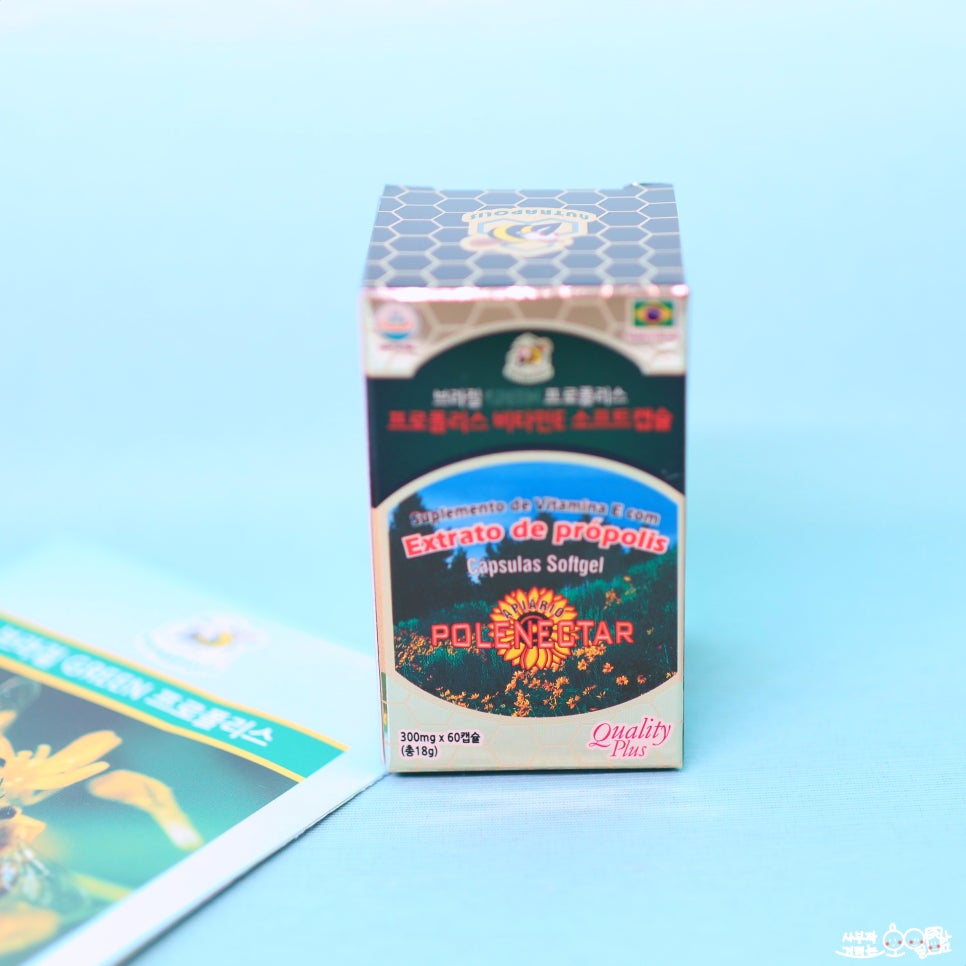 NUTRAPOLIS
브라질 GREEN 프로폴리스
프로폴리스 비타민E 소프트캡슐
Suplemento de Vitamina E com
Extrato de própolis
Cápsulas Softgel
APIÁRIO
POLENECTAR
300mg x 60캡슐
(총18g)
Quality
Plus
브라질 GREEN 프로폴리스